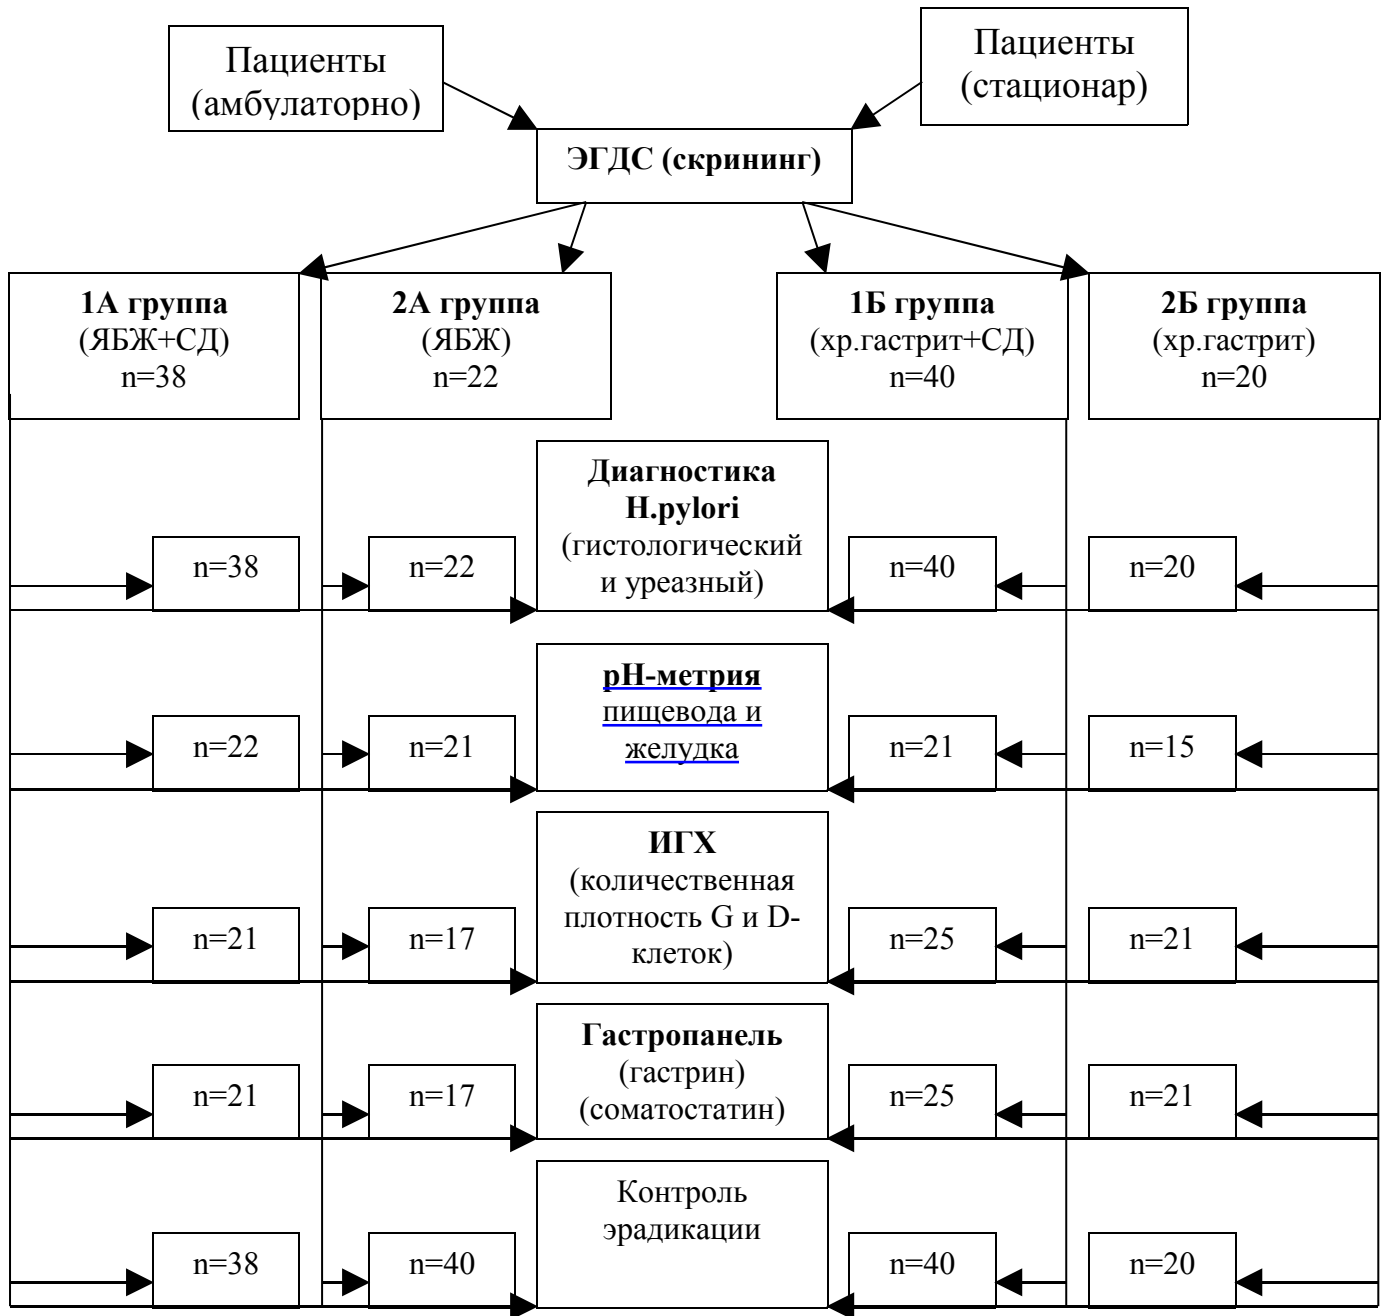 Пациенты
(амбулаторно)
Пациенты
(стационар)
ЭГДС (скрининг)
1А группа
(ЯБЖ+СД)
n=38
2А группа
(ЯБЖ)
n=22
1Б группа
(хр.гастрит+СД)
n=40
2Б группа
(хр.гастрит)
n=20
Диагностика
H.pylori
(гистологический
и уреазный)
n=38
n=22
n=40
n=20
рН-метрия
пищевода и
желудка
n=22
n=21
n=21
n=15
ИГХ
(количественная
плотность G и D-
клеток)
n=21
n=17
n=25
n=21
Гастропанель
(гастрин)
(соматостатин)
n=21
n=17
n=25
n=21
Контроль
эрадикации
n=38
n=40
n=40
n=20